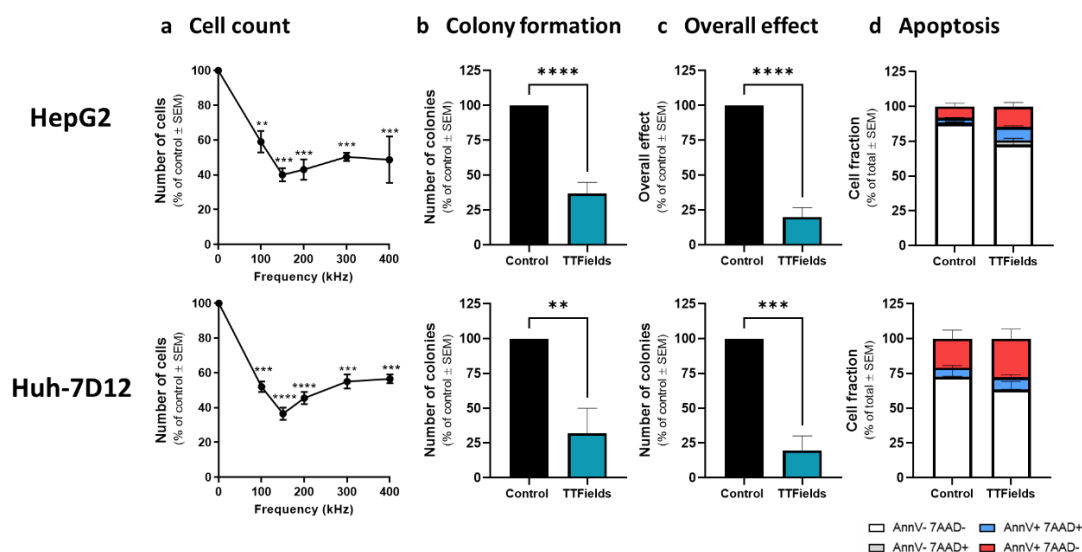 a Cell count
b Colony formation
c Overall effect
d Apoptosis
HepG2
Number of cells
(% of control ± SEM)
100
80
60
40
20
0
**
***
***
***
***
0 100 200 300 400
Frequency (kHz)
Number of colonies
(% of control ± SEM)
125
100
75
50
25
0
****
Control TTFields
Overall effect
(% of control ± SEM)
125
100
75
50
25
0
****
Control TTFields
Cell fraction
(% of total ± SEM)
125
100
75
50
25
0
Control TTFields
Huh-7D12
Number of cells
(% of control ± SEM)
100
80
60
40
20
0
***
****
****
***
***
0 100 200 300 400
Frequency (kHz)
Number of colonies
(% of control ± SEM)
125
100
75
50
25
0
**
Control TTFields
Number of colonies
(% of control ± SEM)
125
100
75
50
25
0
***
Control TTFields
Cell fraction
(% of total ± SEM)
125
100
75
50
25
0
Control TTFields
AnnV- 7AAD- AnnV+ 7AAD+
AnnV- 7AAD+ AnnV+ 7AAD-